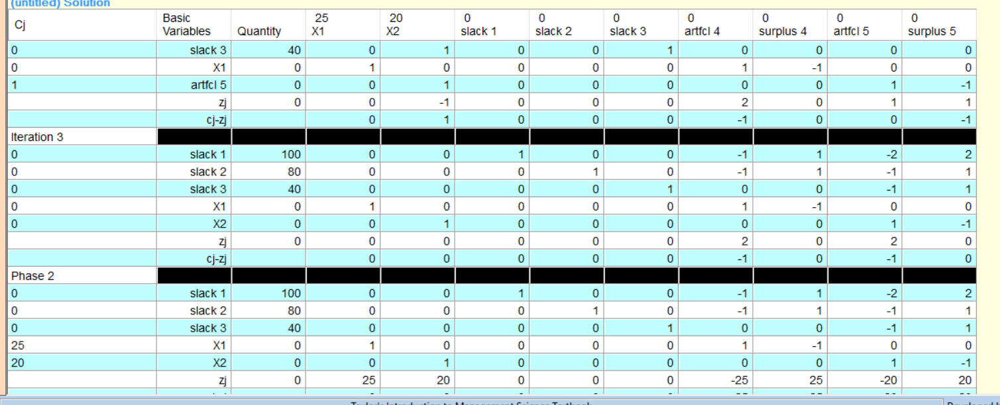 (untitled) Solution
Cj Basic Variables Quantity 25 X1 20 X2 0 slack 1 0 slack 2 0 slack 3 0 artfcl 4 0 surplus 4 0 artfcl 5 0 surplus 5
0 slack 3 40 0 1 0 0 1 0 0 0 0
0 X1 0 1 0 0 0 0 1 -1 0 0
1 artfcl 5 0 0 1 0 0 0 0 0 1 -1
zj 0 0 -1 0 0 0 2 0 1 1
cj-zj 0 1 0 0 0 -1 0 0 -1
Iteration 3
0 slack 1 100 0 0 1 0 0 -1 1 -2 2
0 slack 2 80 0 0 0 1 0 -1 1 -1 1
0 slack 3 40 0 0 0 0 1 0 0 -1 1
0 X1 0 1 0 0 0 0 1 -1 0 0
0 X2 0 0 1 0 0 0 0 0 1 -1
zj 0 0 0 0 0 0 2 0 2 0
cj-zj 0 0 0 0 0 -1 0 -1 0
Phase 2
0 slack 1 100 0 0 1 0 0 -1 1 -2 2
0 slack 2 80 0 0 0 1 0 -1 1 -1 1
0 slack 3 40 0 0 0 0 1 0 0 -1 1
25 X1 0 1 0 0 0 0 1 -1 0 0
20 X2 0 0 1 0 0 0 0 0 1 -1
zj 0 25 20 0 0 0 -25 25 -20 20